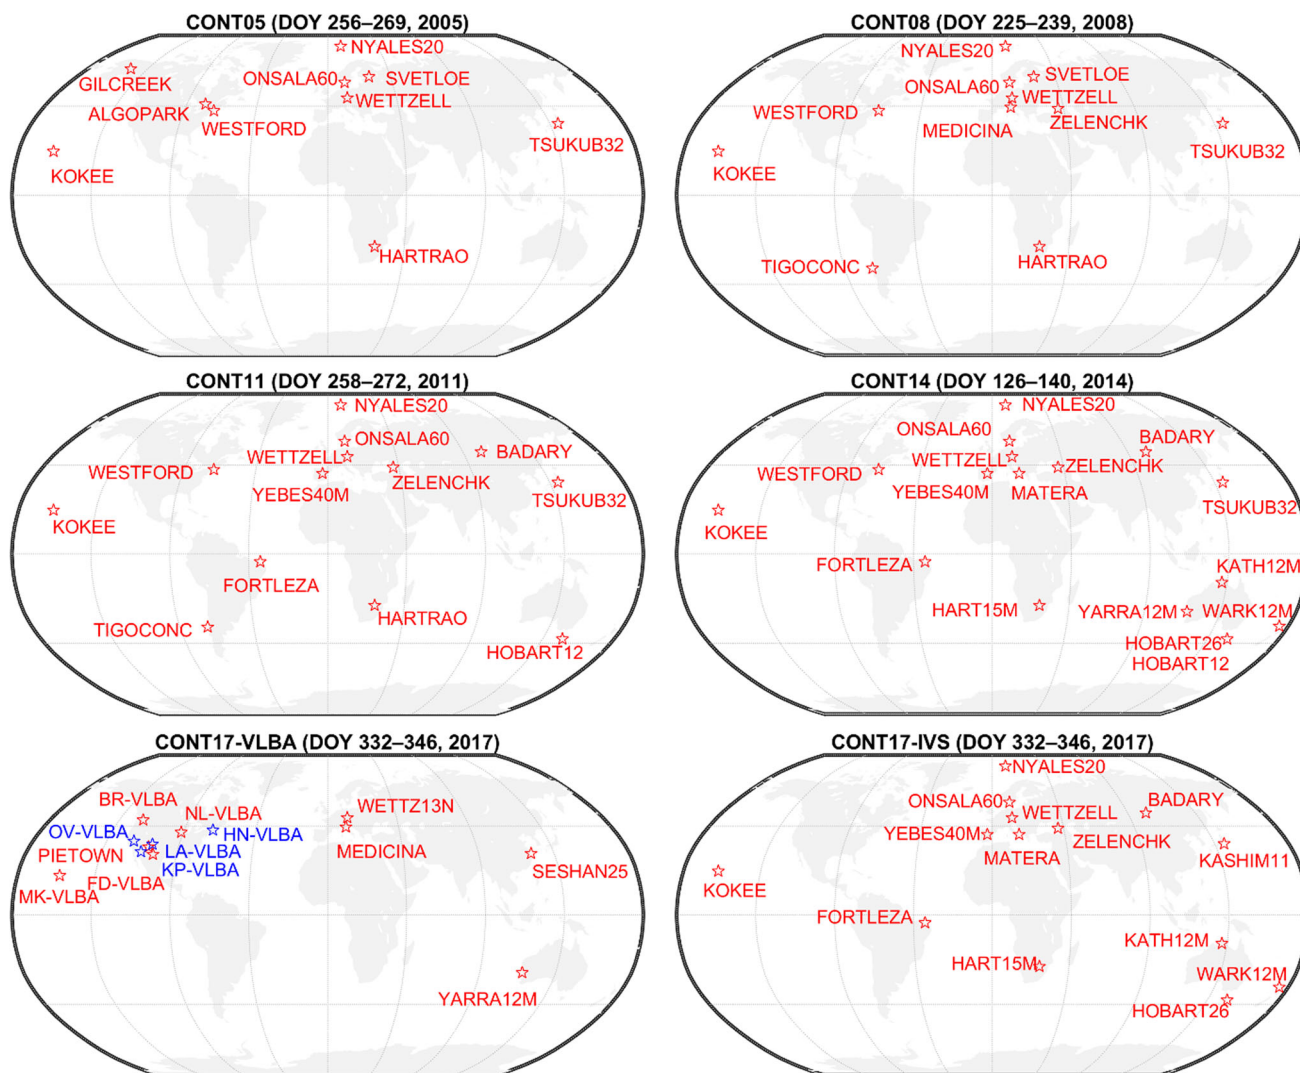 CONT05 (DOY 256–269, 2005)
NYALES20
GILCREEK
ONSALA60
SVETLOE
ALGOPARK
WETTZELL
WESTFORD
TSUKUB32
KOKEE
HARTRAO
CONT08 (DOY 225–239, 2008)
NYALES20
SVETLOE
ONSALA60
WETTZELL
WESTFORD
MEDICINA
ZELENCHK
TSUKUB32
KOKEE
TIGOCONC
HARTRAO
CONT11 (DOY 258–272, 2011)
NYALES20
ONSALA60
BADARY
WETTZELL
WESTFORD
YEBES40M
ZELENCHK
TSUKUB32
KOKEE
FORTLEZA
HARTRAO
TIGOCONC
HOBART12
CONT14 (DOY 126–140, 2014)
NYALES20
ONSALA60
BADARY
WETTZELL
ZELENCHK
WESTFORD
YEBES40M
MATERA
TSUKUB32
KOKEE
FORTLEZA
KATH12M
HART15M
YARRA12M
WARK12M
HOBART26
HOBART12
CONT17-VLBA (DOY 332–346, 2017)
BR-VLBA
NL-VLBA
WETTZ13N
OV-VLBA
HN-VLBA
PIETOWN
LA-VLBA
MEDICINA
KP-VLBA
SESHAN25
FD-VLBA
MK-VLBA
YARRA12M
CONT17-IVS (DOY 332–346, 2017)
NYALES20
ONSALA60
BADARY
WETTZELL
YEBES40M
ZELENCHK
MATERA
KASHIM11
KOKEE
FORTLEZA
KATH12M
HART15M
WARK12M
HOBART26